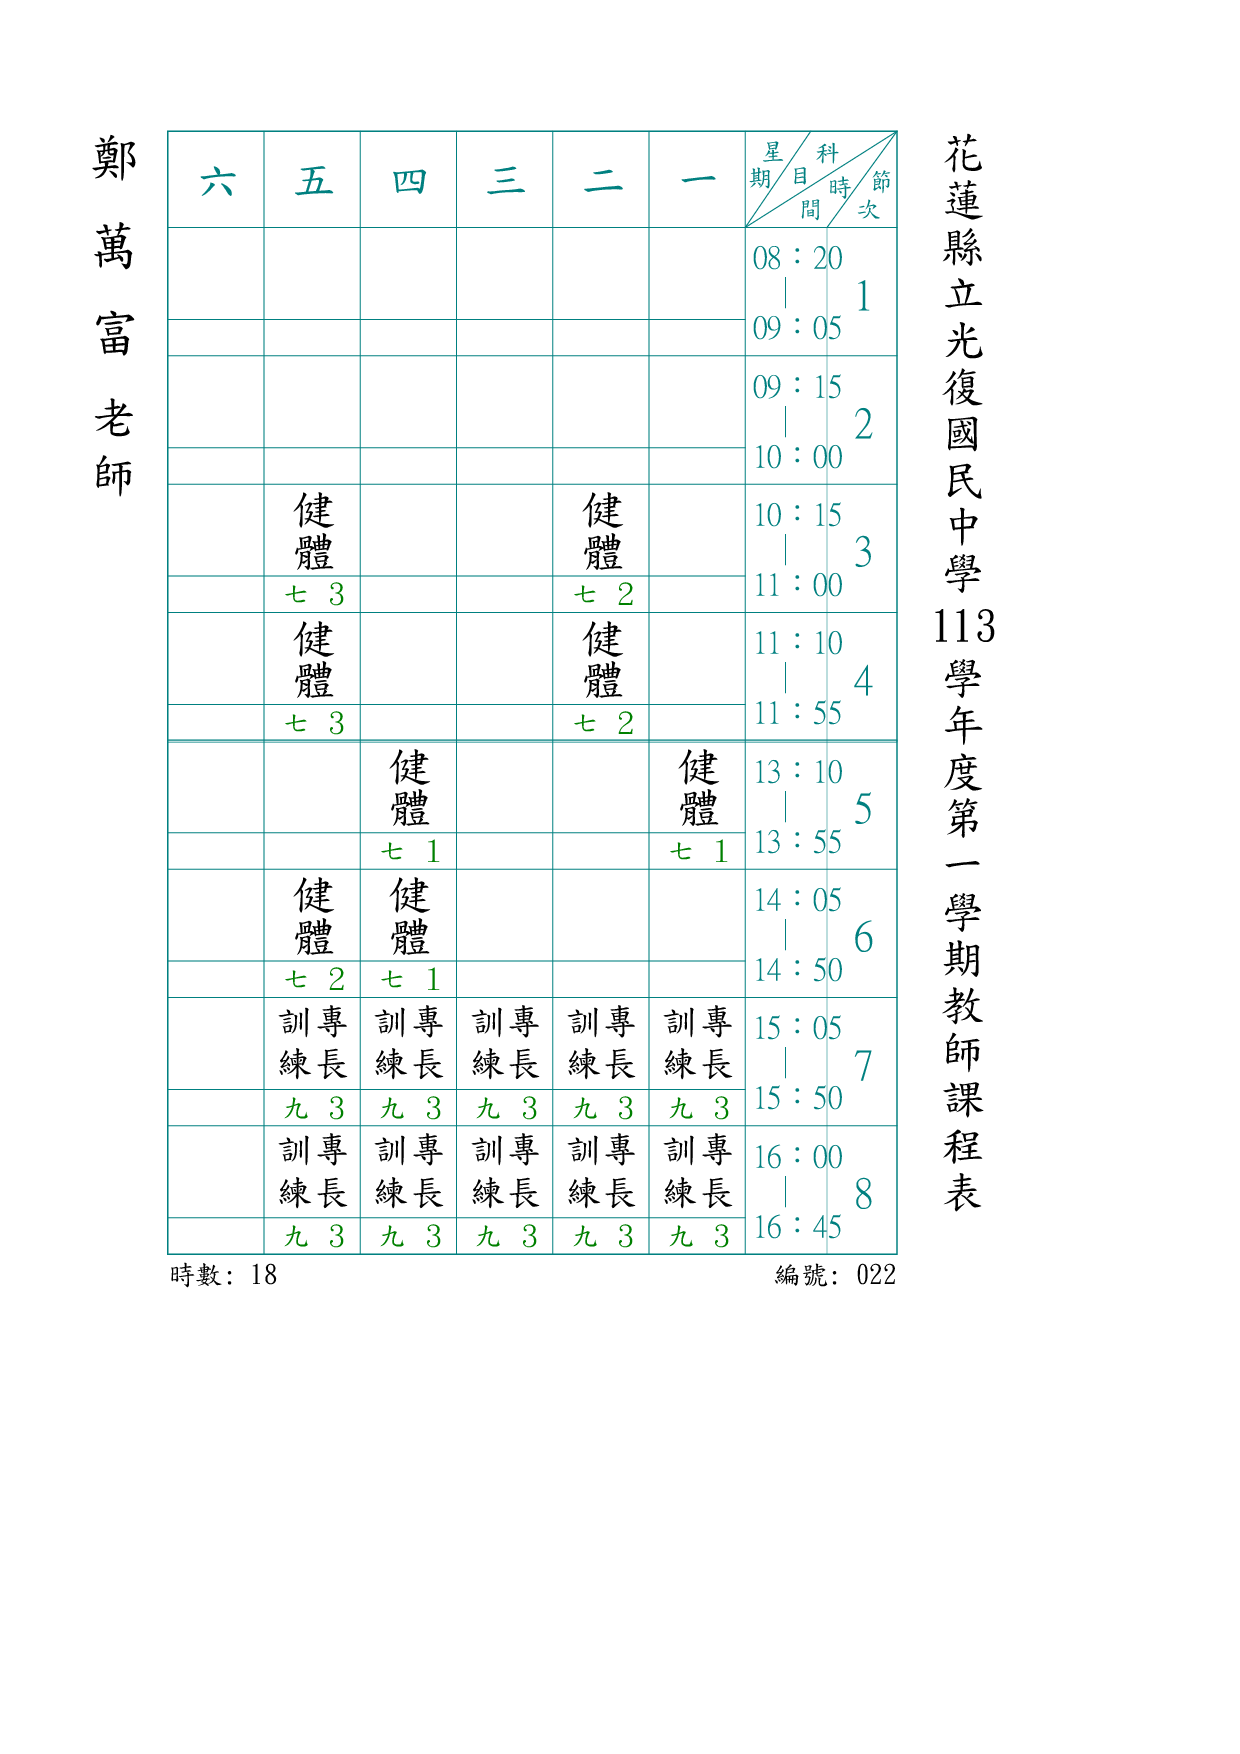 花蓮縣立光復國民中學113學年度第一學期教師課程表
鄭萬富老師
星期 科目 時間 節次
一 二 三 四 五 六
08：20｜09：05 1
09：15｜10：00 2
10：15｜11：00 3
健體 七 2
健體 七 3
11：10｜11：55 4
健體 七 2
健體 七 3
13：10｜13：55 5
健體 七 1
健體 七 1
14：05｜14：50 6
健體 七 1
健體 七 2
15：05｜15：50 7
專長訓練 九 3
專長訓練 九 3
專長訓練 九 3
專長訓練 九 3
專長訓練 九 3
16：00｜16：45 8
專長訓練 九 3
專長訓練 九 3
專長訓練 九 3
專長訓練 九 3
專長訓練 九 3
時數: 18
編號: 022